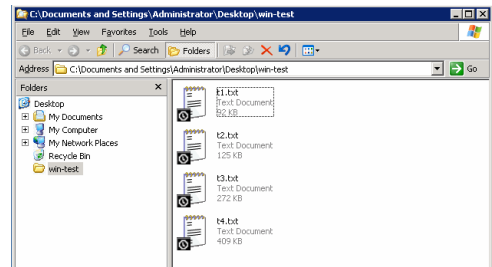 C:\Documents and Settings\Administrator\Desktop\win-test
File Edit View Favorites Tools Help
Back Search Folders
Address C:\Documents and Settings\Administrator\Desktop\win-test Go
Folders
Desktop
My Documents
My Computer
My Network Places
Recycle Bin
win-test
t1.txt
Text Document
92 KB
t2.txt
Text Document
125 KB
t3.txt
Text Document
272 KB
t4.txt
Text Document
409 KB